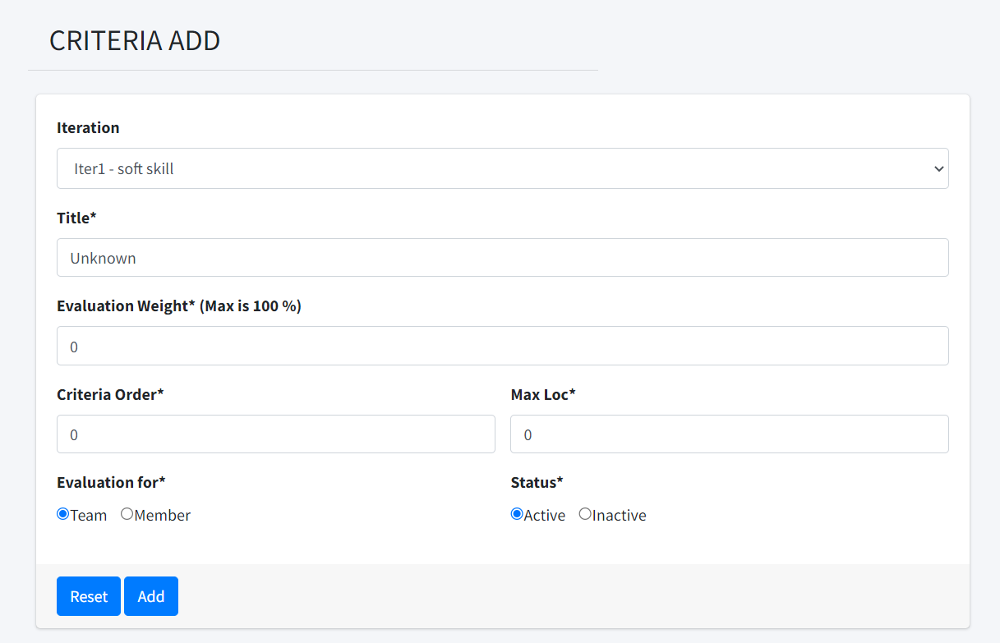 CRITERIA ADD
Iteration
Iter1 - soft skill
Title*
Unknown
Evaluation Weight* (Max is 100 %)
0
Criteria Order* Max Loc*
0 0
Evaluation for* Status*
Team Member Active Inactive
Reset Add